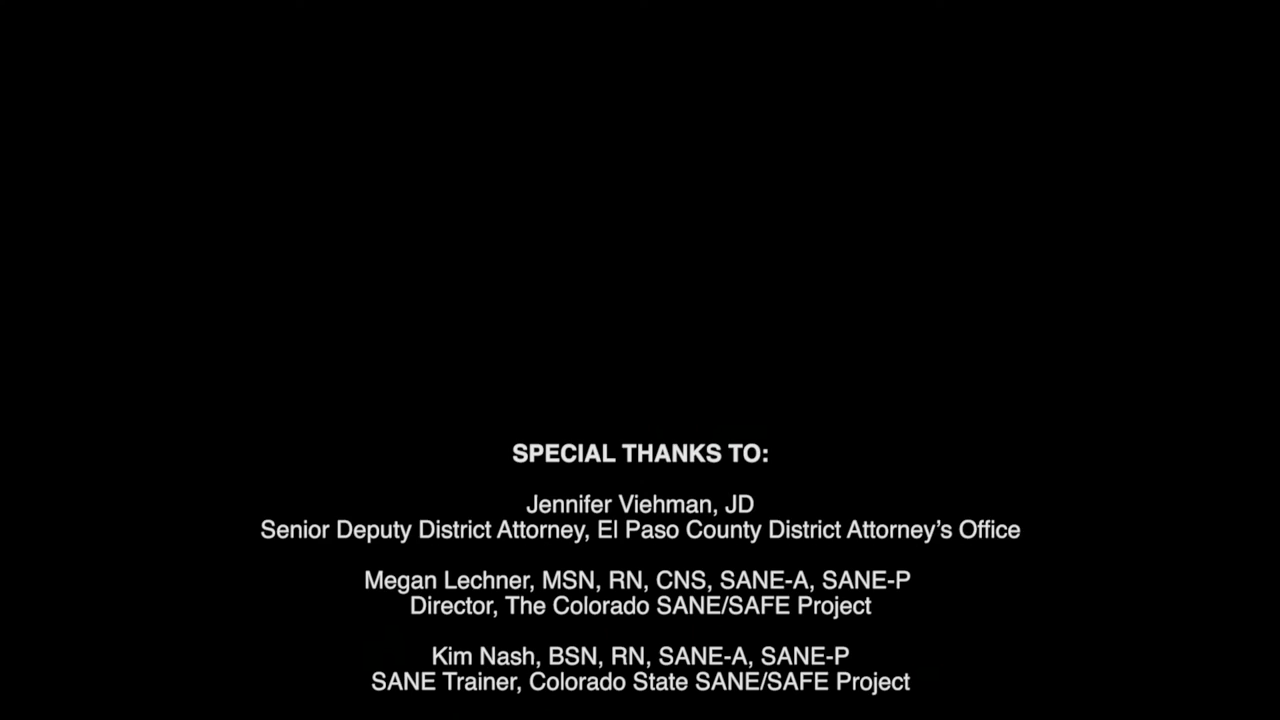 SPECIAL THANKS TO:
Jennifer Viehman, JD
Senior Deputy District Attorney, El Paso County District Attorney’s Office
Megan Lechner, MSN, RN, CNS, SANE-A, SANE-P
Director, The Colorado SANE/SAFE Project
Kim Nash, BSN, RN, SANE-A, SANE-P
SANE Trainer, Colorado State SANE/SAFE Project